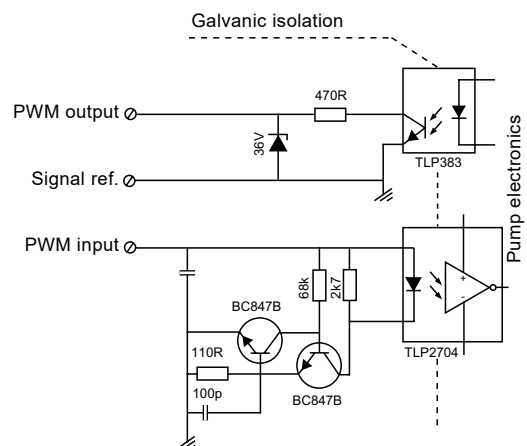 Galvanic isolation
470R
PWM output
36V
Signal ref.
TLP383
Pump electronics
PWM input
68k
2k7
+
-
BC847B
TLP2704
110R
100p
BC847B